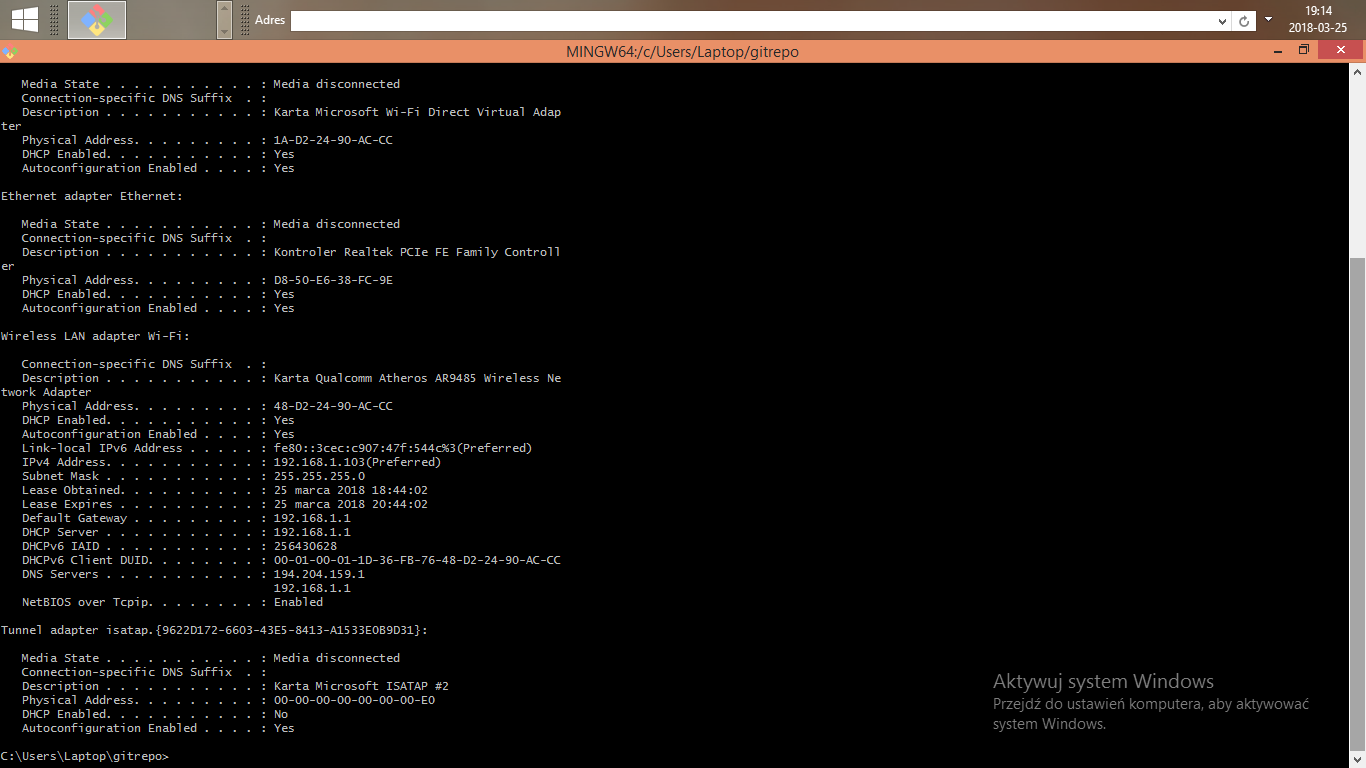 Adres
19:14
2018-03-25
MINGW64:/c/Users/Laptop/gitrepo
Media State . . . . . . . . . . . : Media disconnected
Connection-specific DNS Suffix  . :
Description . . . . . . . . . . . : Karta Microsoft Wi-Fi Direct Virtual Adap
ter
Physical Address. . . . . . . . . : 1A-D2-24-90-AC-CC
DHCP Enabled. . . . . . . . . . . : Yes
Autoconfiguration Enabled . . . . : Yes
Ethernet adapter Ethernet:
Media State . . . . . . . . . . . : Media disconnected
Connection-specific DNS Suffix  . :
Description . . . . . . . . . . . : Kontroler Realtek PCIe FE Family Controll
er
Physical Address. . . . . . . . . : D8-50-E6-38-FC-9E
DHCP Enabled. . . . . . . . . . . : Yes
Autoconfiguration Enabled . . . . : Yes
Wireless LAN adapter Wi-Fi:
Connection-specific DNS Suffix  . :
Description . . . . . . . . . . . : Karta Qualcomm Atheros AR9485 Wireless Ne
twork Adapter
Physical Address. . . . . . . . . : 48-D2-24-90-AC-CC
DHCP Enabled. . . . . . . . . . . : Yes
Autoconfiguration Enabled . . . . : Yes
Link-local IPv6 Address . . . . . : fe80::3cec:c907:47f:544c%3(Preferred)
IPv4 Address. . . . . . . . . . . : 192.168.1.103(Preferred)
Subnet Mask . . . . . . . . . . . : 255.255.255.0
Lease Obtained. . . . . . . . . . : 25 marca 2018 18:44:02
Lease Expires . . . . . . . . . . : 25 marca 2018 20:44:02
Default Gateway . . . . . . . . . : 192.168.1.1
DHCP Server . . . . . . . . . . . : 192.168.1.1
DHCPv6 IAID . . . . . . . . . . . : 256430628
DHCPv6 Client DUID. . . . . . . . : 00-01-00-01-1D-36-FB-76-48-D2-24-90-AC-CC
DNS Servers . . . . . . . . . . . : 194.204.159.1
192.168.1.1
NetBIOS over Tcpip. . . . . . . . : Enabled
Tunnel adapter isatap.{9622D172-6603-43E5-8413-A1533E0B9D31}:
Media State . . . . . . . . . . . : Media disconnected
Connection-specific DNS Suffix  . :
Description . . . . . . . . . . . : Karta Microsoft ISATAP #2
Physical Address. . . . . . . . . : 00-00-00-00-00-00-00-E0
DHCP Enabled. . . . . . . . . . . : No
Autoconfiguration Enabled . . . . : Yes
C:\Users\Laptop\gitrepo>
Aktywuj system Windows
Przejdź do ustawień komputera, aby aktywować
system Windows.